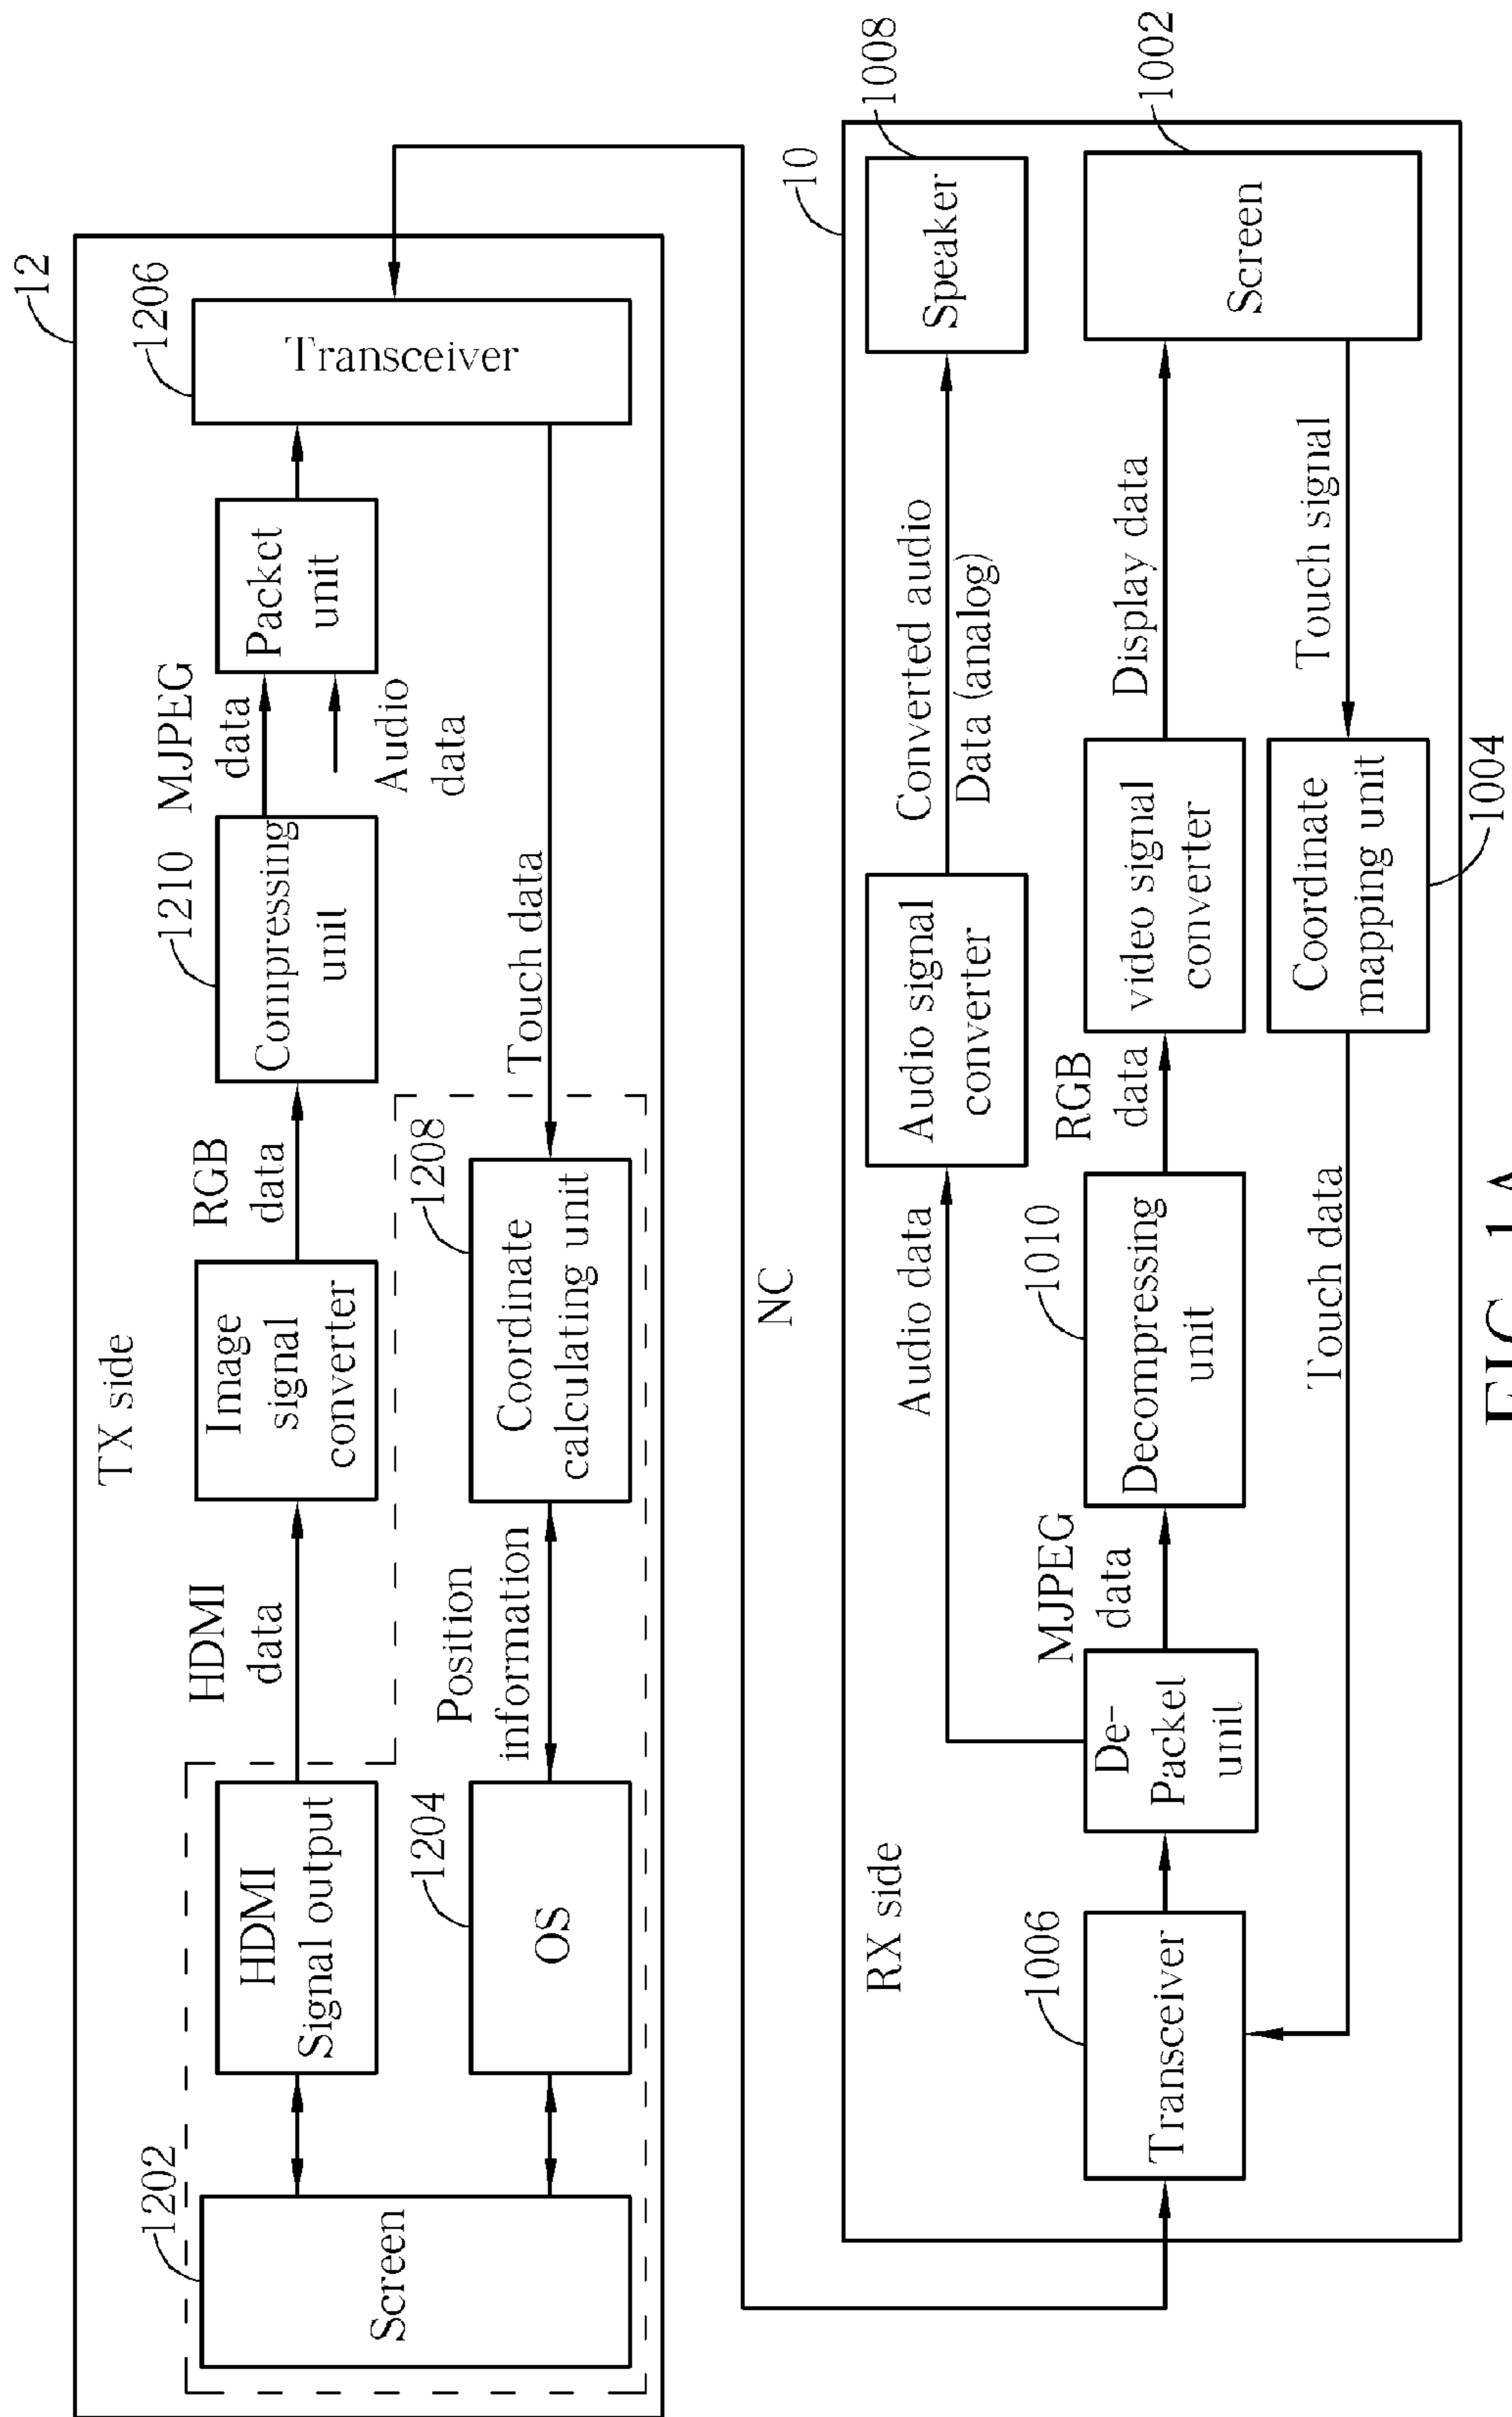 12
TX side
1202
Screen
HDMI
Signal output
HDMI
data
Image
signal
converter
RGB
data
1210
Compressing
unit
MJPEG
data
Audio
data
Packet
unit
1206
Transceiver
1204
OS
Position
information
1208
Coordinate
calculating unit
Touch data
NC
10
RX side
1006
Transceiver
De-
Packet
unit
Audio data
Audio signal
converter
Converted audio
Data (analog)
Speaker
1008
MJPEG
data
1010
Decompressing
unit
RGB
data
video signal
converter
Display data
Screen
1002
Touch signal
Coordinate
mapping unit
1004
Touch data
FIG. 1A